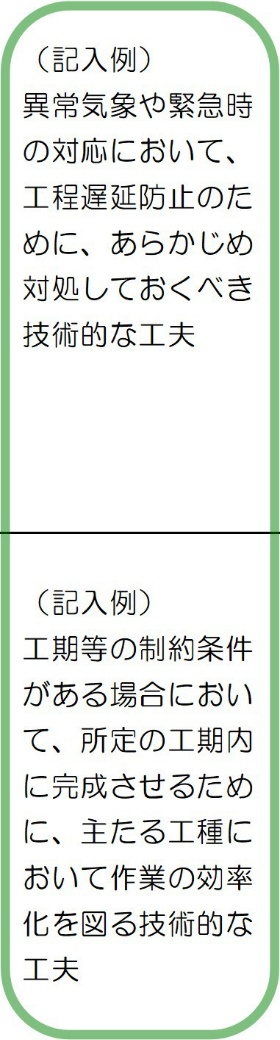 （記入例）
異常気象や緊急時
の対応において、
工程遅延防止のた
めに、あらかじめ
対処しておくべき
技術的な工夫
（記入例）
工期等の制約条件
がある場合におい
て、所定の工期内
に完成させるため
に、主たる工種に
おいて作業の効率
化を図る技術的な
工夫